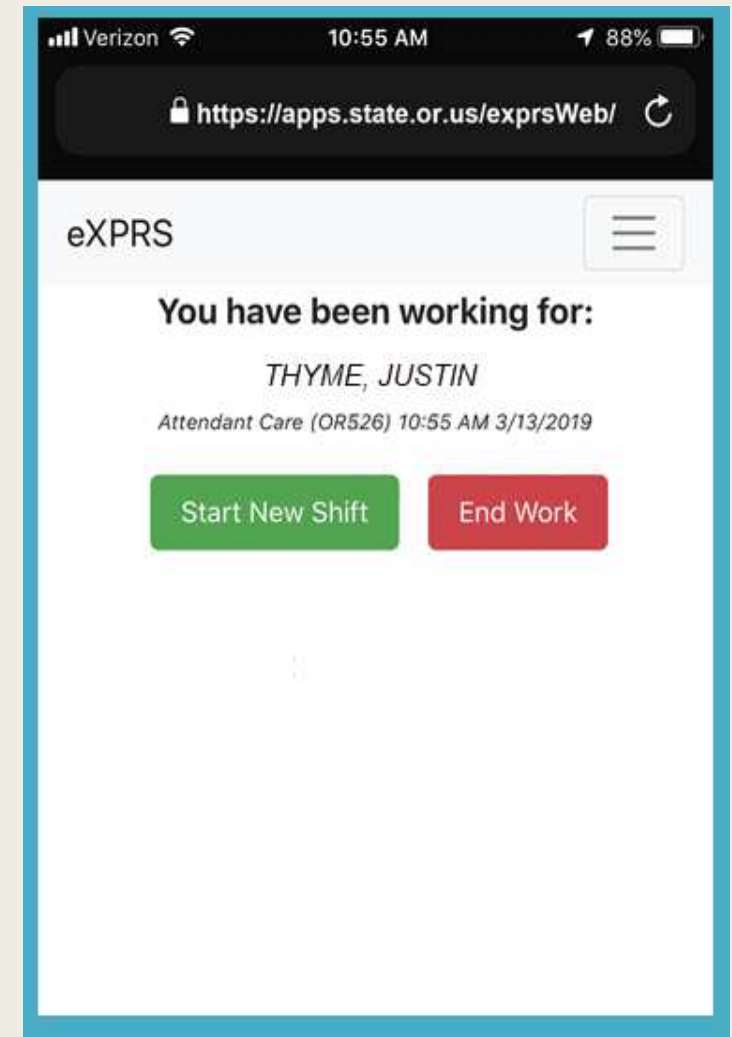 Verizon 10:55 AM 88%
https://apps.state.or.us/exprsWeb/
eXPRS
You have been working for:
THYME, JUSTIN
Attendant Care (OR526) 10:55 AM 3/13/2019
Start New Shift End Work